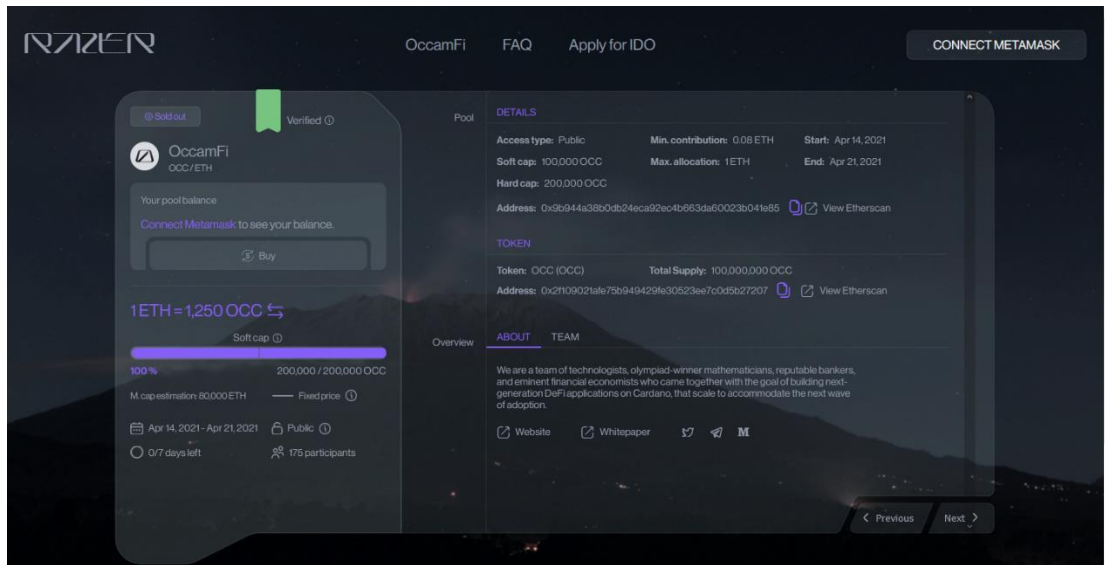 RAZER
OccamFi FAQ Apply for IDO
CONNECT METAMASK
Sold out
Verified
OccamFi
OCC / ETH
Your pool balance
Connect Metamask to see your balance.
Buy
1 ETH = 1,250 OCC
Soft cap
100 %
200,000 / 200,000 OCC
M. cap estimation: 80,000 ETH
Fixed price
Apr 14, 2021 - Apr 21, 2021
Public
0/7 days left
175 participants
Pool
DETAILS
Access type: Public Min. contribution: 0.08 ETH Start: Apr 14, 2021
Soft cap: 100,000 OCC Max. allocation: 1 ETH End: Apr 21, 2021
Hard cap: 200,000 OCC
Address: 0x9b944a38b0db24eca92ec4b663da60023b041e85 View Etherscan
TOKEN
Token: OCC (OCC) Total Supply: 100,000,000 OCC
Address: 0x2f109021afe75b949429fe30523ee7c0d5b27207 View Etherscan
Overview
ABOUT TEAM
We are a team of technologists, olympiad-winner mathematicians, reputable bankers,
and eminent financial economists who came together with the goal of building next-
generation DeFi applications on Cardano, that scale to accommodate the next wave
of adoption.
Website Whitepaper M
Previous Next